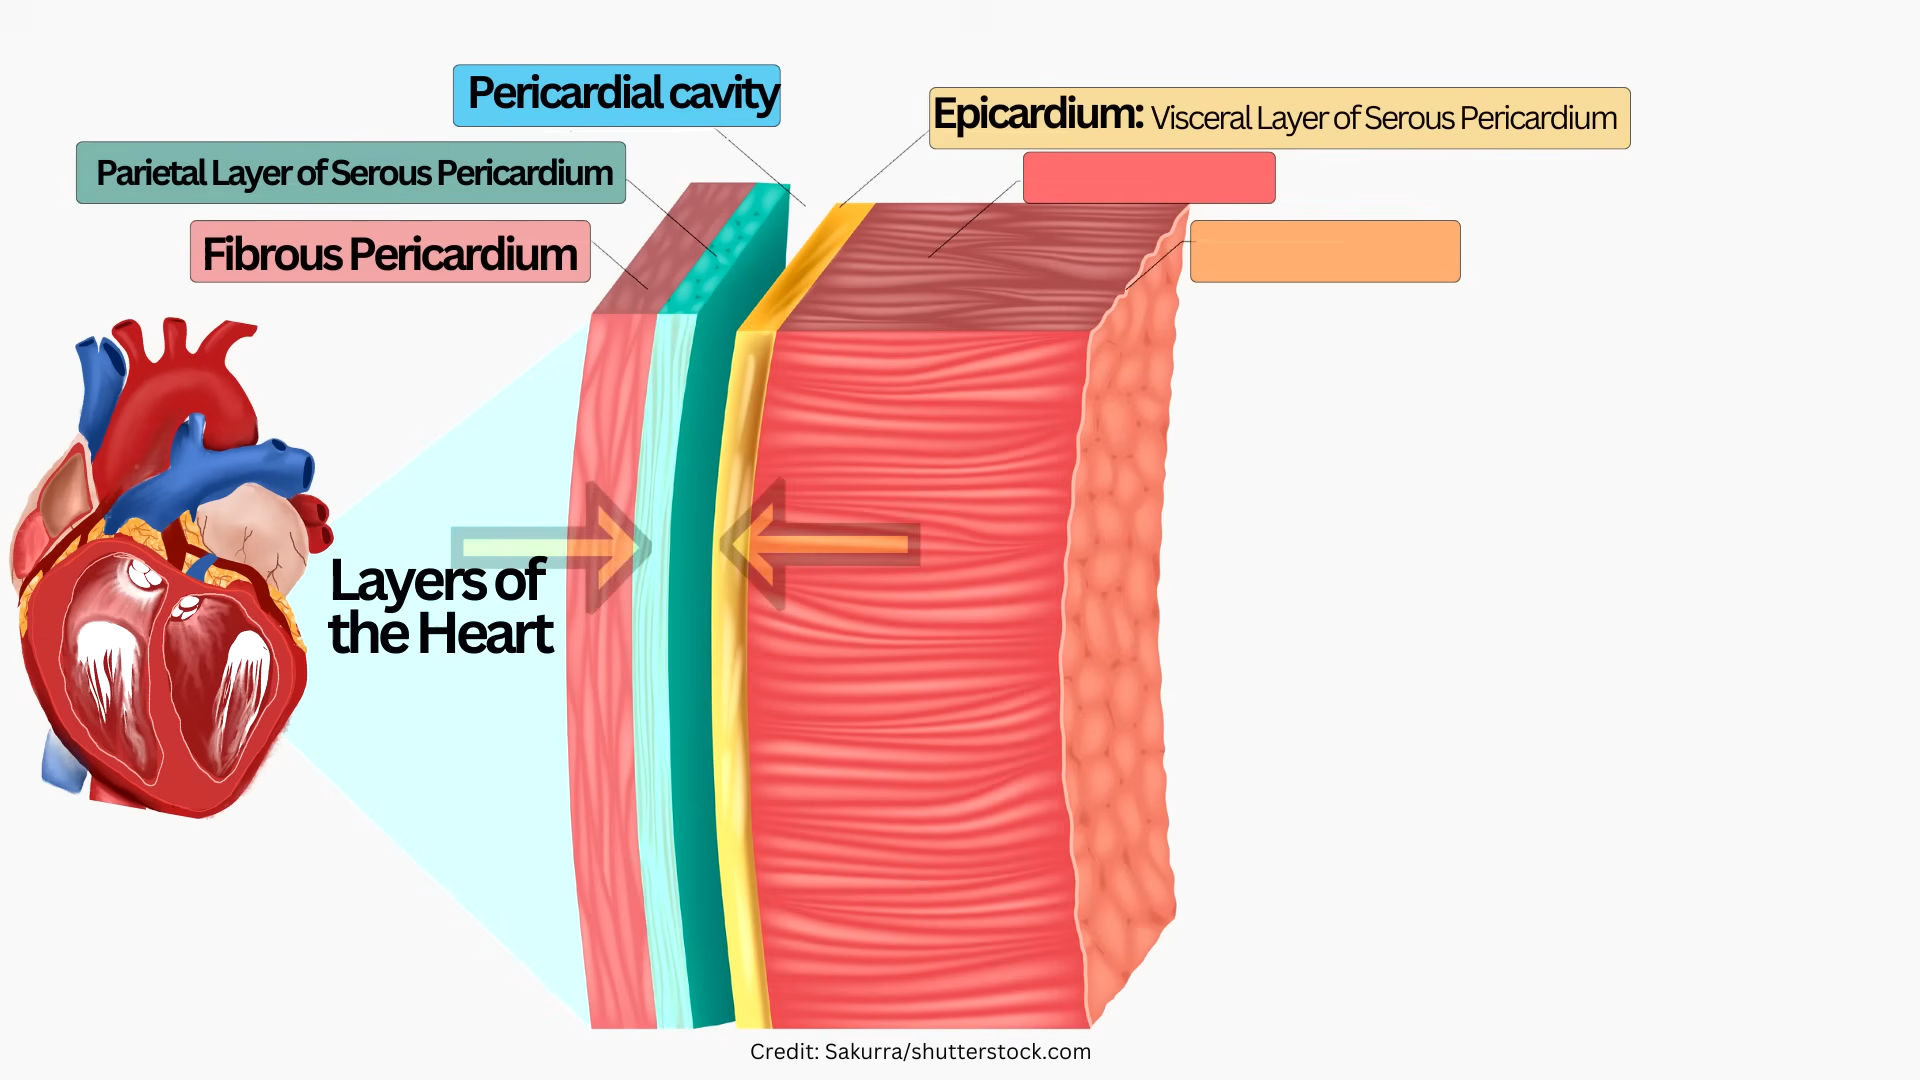 Pericardial cavity
Epicardium: Visceral Layer of Serous Pericardium
Parietal Layer of Serous Pericardium
Fibrous Pericardium
Layers of
the Heart
Credit: Sakurra/shutterstock.com